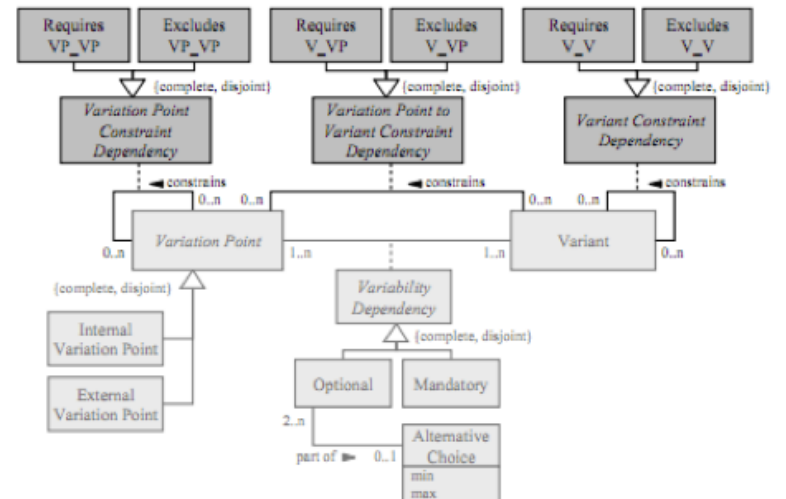 Requires
VP_VP
Excludes
VP_VP
Requires
V_VP
Excludes
V_VP
Requires
V_V
Excludes
V_V
{complete, disjoint}
{complete, disjoint}
{complete, disjoint}
Variation Point
Constraint
Dependency
Variation Point to
Variant Constraint
Dependency
Variant Constraint
Dependency
◄ constrains
◄ constrains
◄ constrains
0..n
0..n
0..n
0..n
Variation Point
Variant
0..n
1..n
1..n
0..n
{complete, disjoint}
Variability
Dependency
Internal
Variation Point
{complete, disjoint}
External
Variation Point
Optional
Mandatory
2..n
part of ►
0..1
Alternative
Choice
min
max